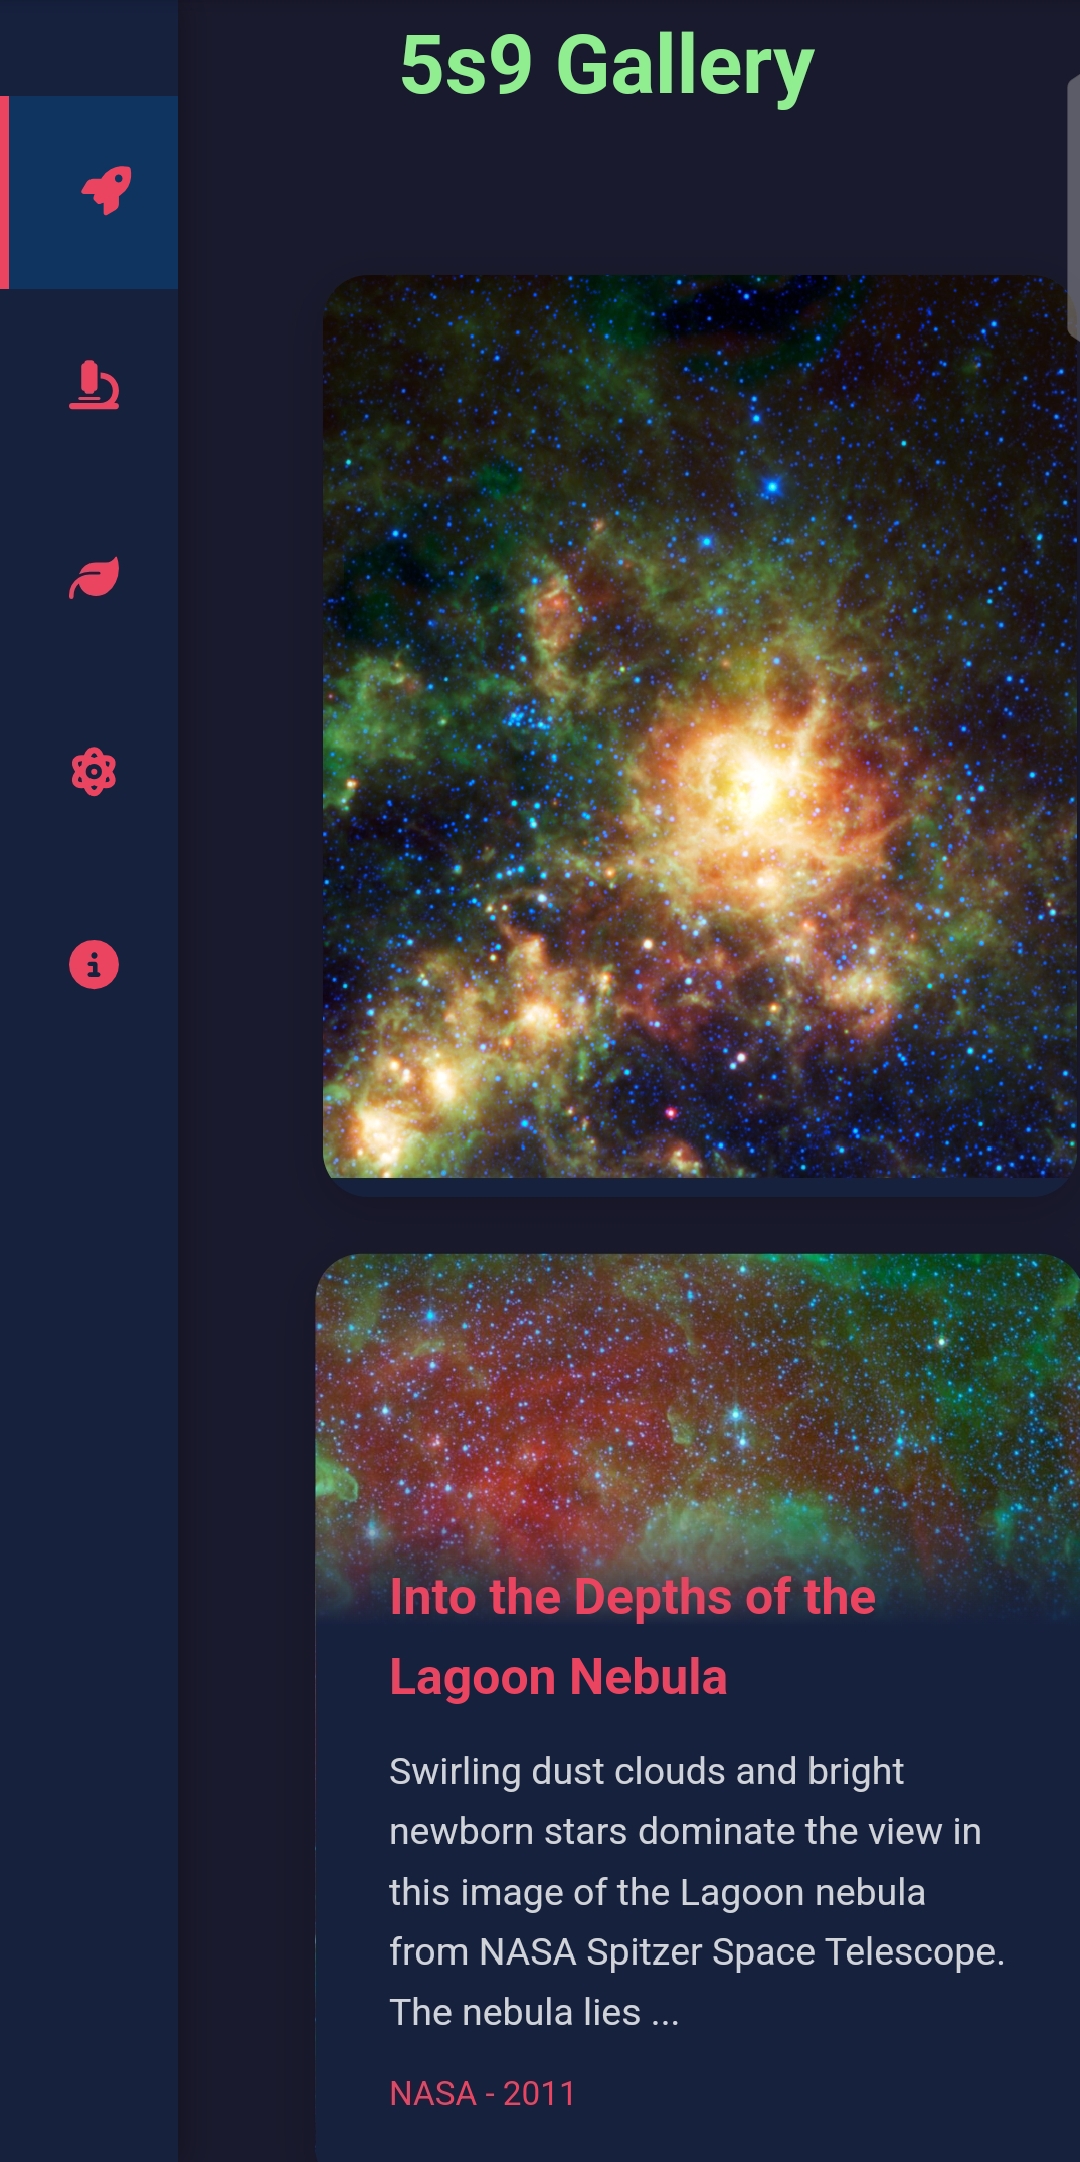 5s9 Gallery
Into the Depths of the
Lagoon Nebula
Swirling dust clouds and bright
newborn stars dominate the view in
this image of the Lagoon nebula
from NASA Spitzer Space Telescope.
The nebula lies ...
NASA - 2011